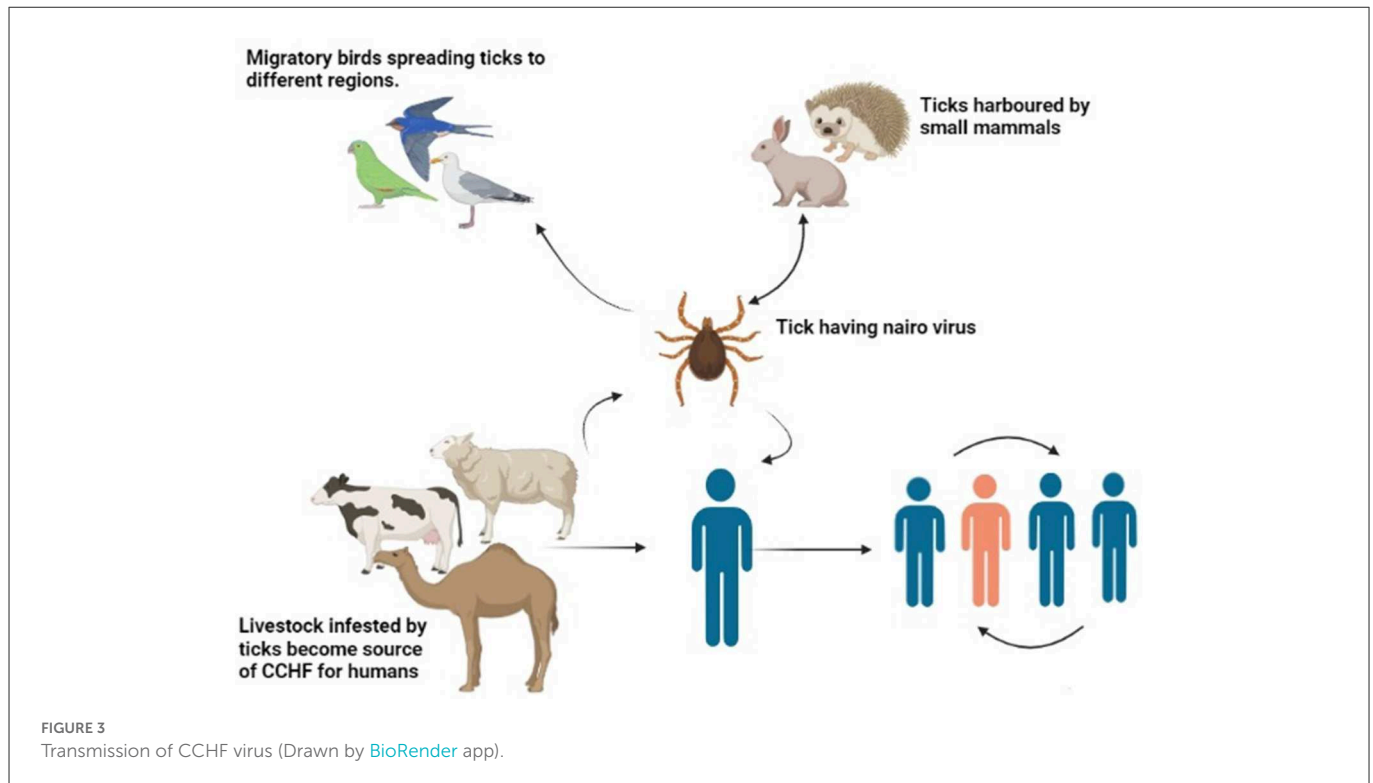 Migratory birds spreading ticks to
different regions.
Ticks harboured by
small mammals
Tick having nairo virus
Livestock infested by
ticks become source
of CCHF for humans
FIGURE 3
Transmission of CCHF virus (Drawn by BioRender app).